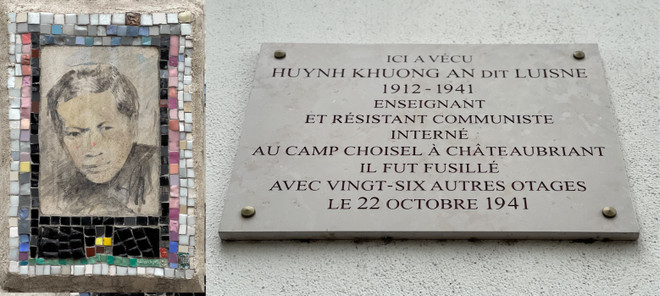 ICI A VÉCU
HUYNH KHUONG AN DIT LUISNE
1912 - 1941
ENSEIGNANT
ET RÉSISTANT COMMUNISTE
INTERNÉ
AU CAMP CHOISEL À CHÂTEAUBRIANT
IL FUT FUSILLÉ
AVEC VINGT-SIX AUTRES OTAGES
LE 22 OCTOBRE 1941